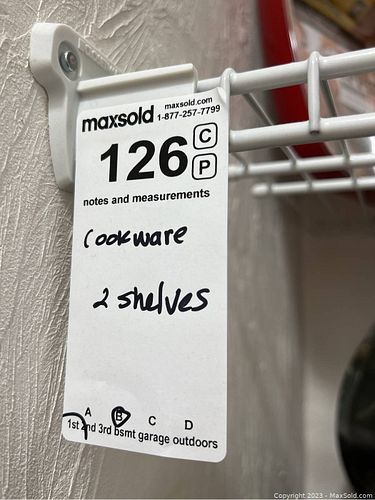 maxsold maxsold.com
1-877-257-7799
126 C
P
notes and measurements
Cookware
2 shelves
A B C D
1st 2nd 3rd bsmt garage outdoors
Copyright 2023 - MaxSold.com